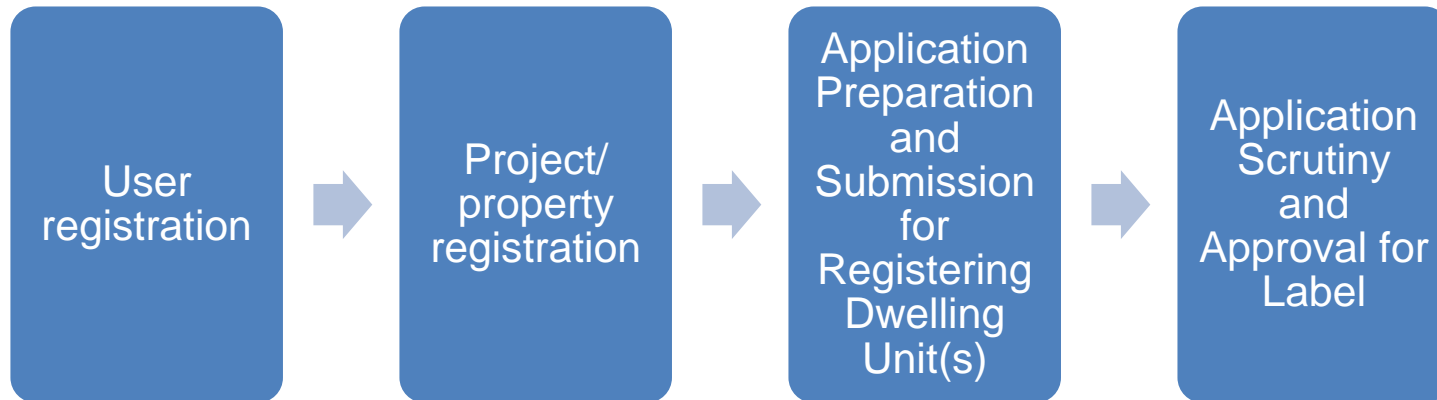 User
registration
Project/
property
registration
Application
Preparation
and
Submission
for
Registering
Dwelling
Unit(s)
Application
Scrutiny
and
Approval for
Label